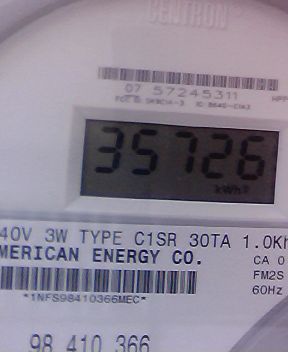 CENTRON
07 57245311
35726
kWh
40V 3W TYPE C1SR 30TA 1.0Kh
MERICAN ENERGY CO.
CA 0
FM2S
60Hz
*1NFS98410366MEC*
98 410 366